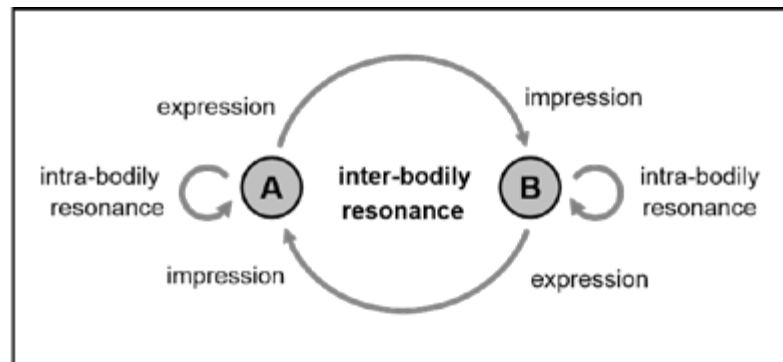 expression
impression
intra-bodily
resonance
A
inter-bodily
resonance
B
intra-bodily
resonance
impression
expression